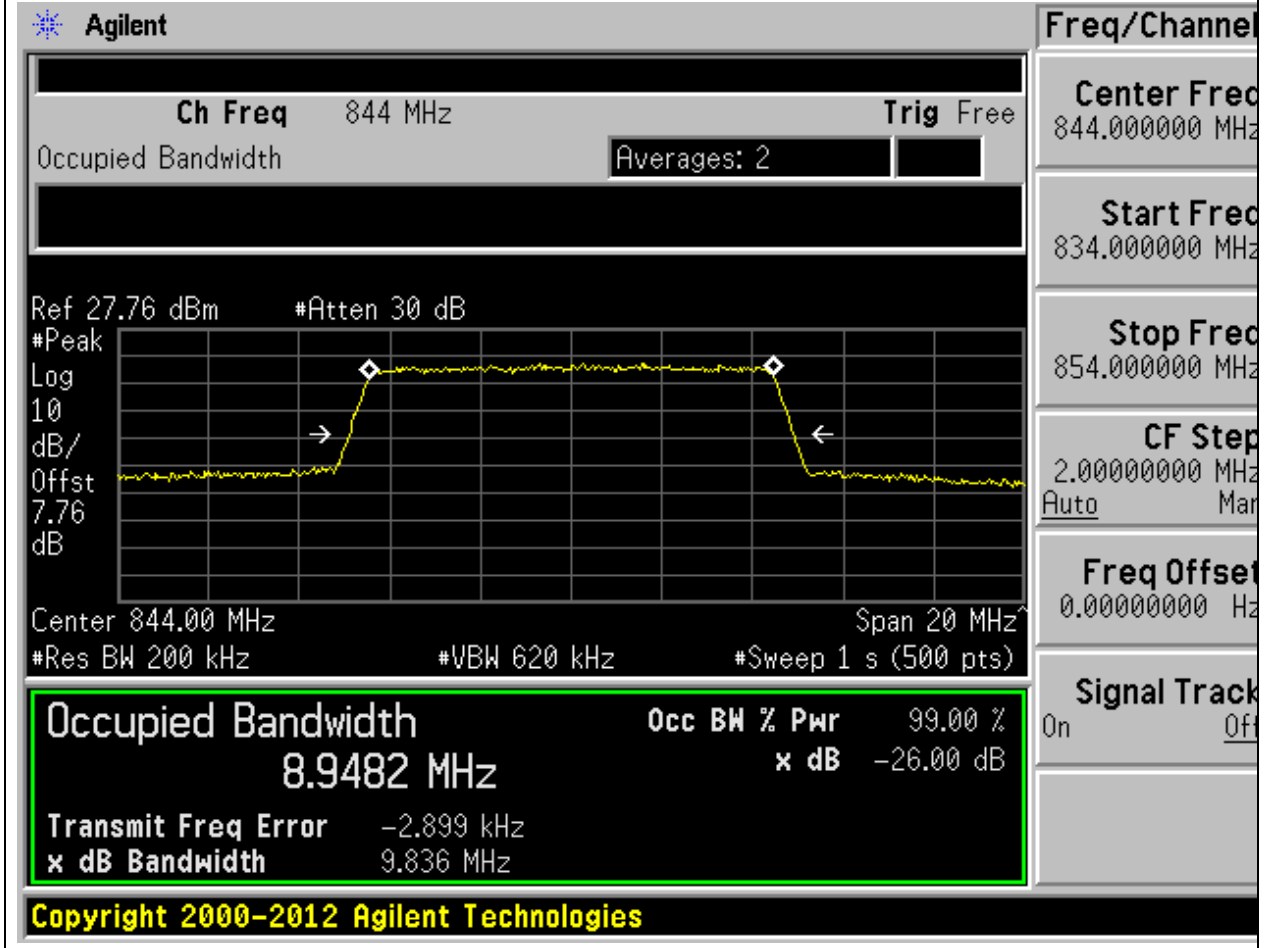 Agilent
Freq/Channel
Ch Freq 844 MHz Trig Free
Occupied Bandwidth Averages: 2
Center Freq
844.000000 MHz
Start Freq
834.000000 MHz
Stop Freq
854.000000 MHz
CF Step
2.00000000 MHz
Auto Man
Freq Offset
0.00000000 Hz
Signal Track
On Off
Ref 27.76 dBm #Atten 30 dB
#Peak
Log
10
dB/
Offst
7.76
dB
Center 844.00 MHz Span 20 MHz^
#Res BW 200 kHz #VBW 620 kHz #Sweep 1 s (500 pts)
Occupied Bandwidth Occ BW % Pwr 99.00 %
8.9482 MHz x dB -26.00 dB
Transmit Freq Error -2.899 kHz
x dB Bandwidth 9.836 MHz
Copyright 2000-2012 Agilent Technologies